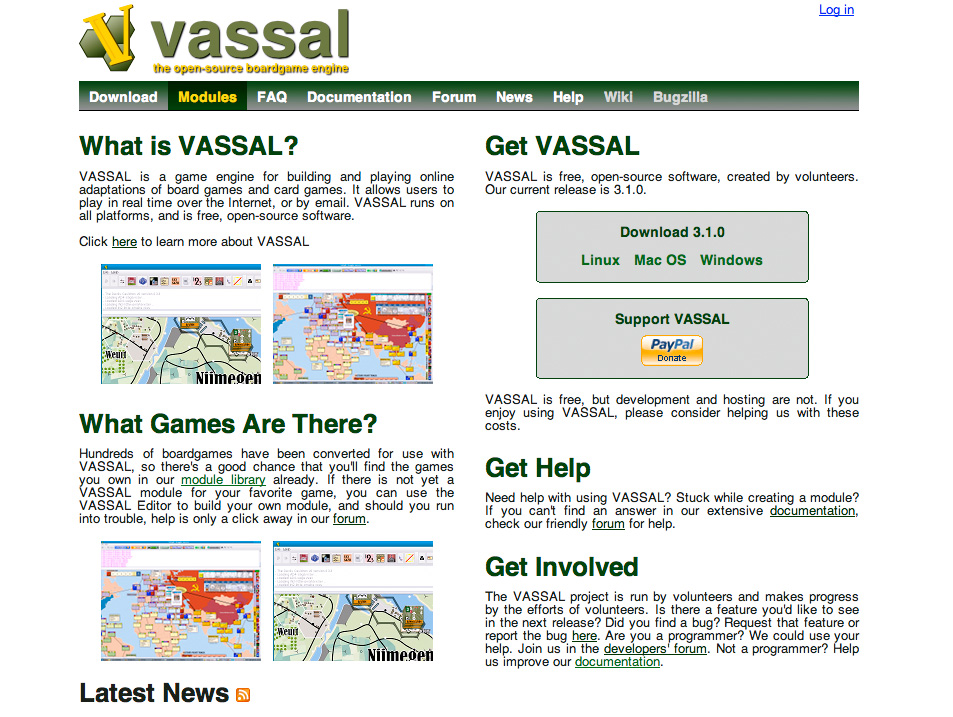 Log in
vassal
the open-source boardgame engine
Download Modules FAQ Documentation Forum News Help Wiki Bugzilla
What is VASSAL?
VASSAL is a game engine for building and playing online
adaptations of board games and card games. It allows users to
play in real time over the Internet, or by email. VASSAL runs on
all platforms, and is free, open-source software.
Click here to learn more about VASSAL
Weurt
Nijmegen
What Games Are There?
Hundreds of boardgames have been converted for use with
VASSAL, so there's a good chance that you'll find the games
you own in our module library already. If there is not yet a
VASSAL module for your favorite game, you can use the
VASSAL Editor to build your own module, and should you run
into trouble, help is only a click away in our forum.
Weurt
Nijmegen
Latest News
Get VASSAL
VASSAL is free, open-source software, created by volunteers.
Our current release is 3.1.0.
Download 3.1.0
Linux Mac OS Windows
Support VASSAL
PayPal
Donate
VASSAL is free, but development and hosting are not. If you
enjoy using VASSAL, please consider helping us with these
costs.
Get Help
Need help with using VASSAL? Stuck while creating a module?
If you can't find an answer in our extensive documentation,
check our friendly forum for help.
Get Involved
The VASSAL project is run by volunteers and makes progress
by the efforts of volunteers. Is there a feature you'd like to see
in the next release? Did you find a bug? Request that feature or
report the bug here. Are you a programmer? We could use your
help. Join us in the developers' forum. Not a programmer? Help
us improve our documentation.